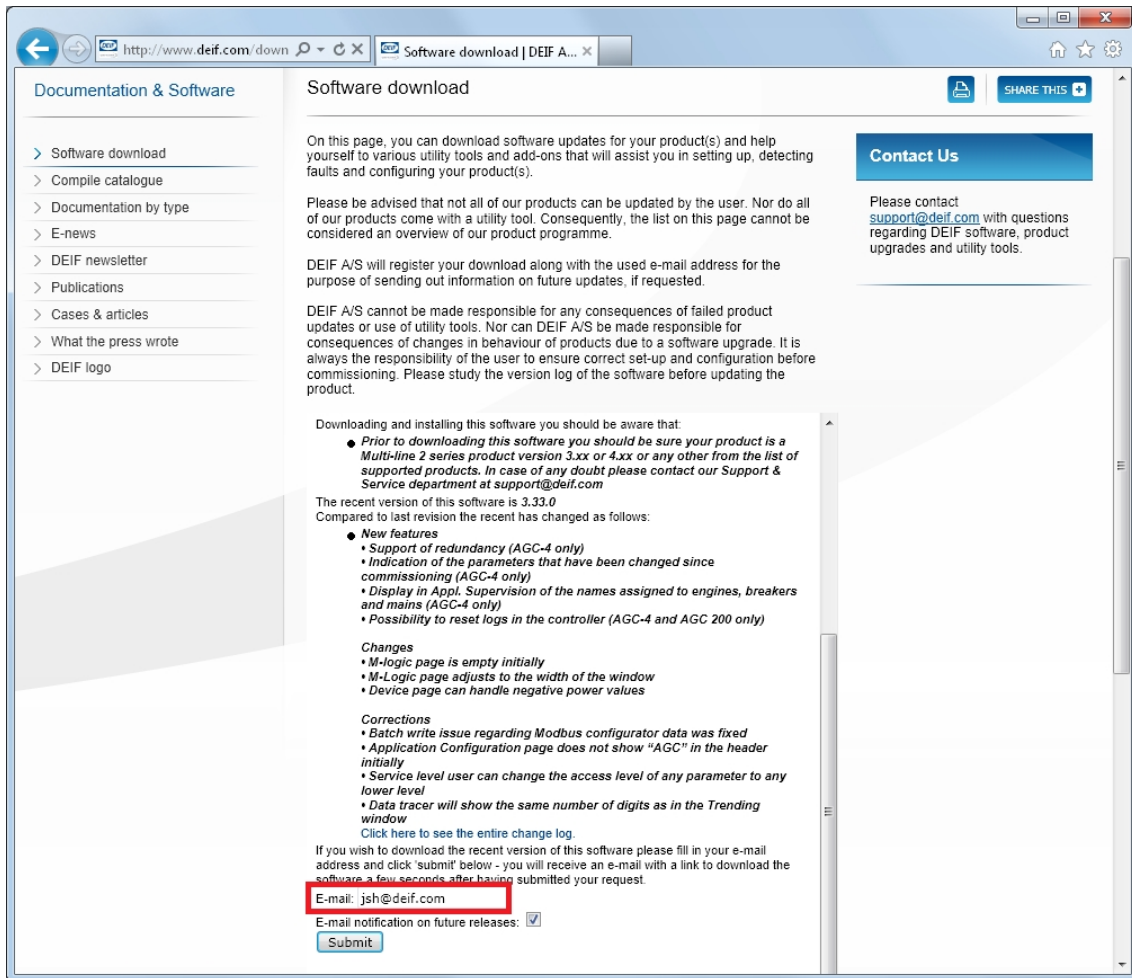 http://www.deif.com/down
Software download | DEIF A...
Documentation & Software
Software download
Compile catalogue
Documentation by type
E-news
DEIF newsletter
Publications
Cases & articles
What the press wrote
DEIF logo
Software download
SHARE THIS
On this page, you can download software updates for your product(s) and help
yourself to various utility tools and add-ons that will assist you in setting up, detecting
faults and configuring your product(s).
Please be advised that not all of our products can be updated by the user. Nor do all
of our products come with a utility tool. Consequently, the list on this page cannot be
considered an overview of our product programme.
DEIF A/S will register your download along with the used e-mail address for the
purpose of sending out information on future updates, if requested.
DEIF A/S cannot be made responsible for any consequences of failed product
updates or use of utility tools. Nor can DEIF A/S be made responsible for
consequences of changes in behaviour of products due to a software upgrade. It is
always the responsibility of the user to ensure correct set-up and configuration before
commissioning. Please study the version log of the software before updating the
product.
Downloading and installing this software you should be aware that:
● Prior to downloading this software you should be sure your product is a
Multi-line 2 series product version 3.xx or 4.xx or any other from the list of
supported products. In case of any doubt please contact our Support &
Service department at support@deif.com
The recent version of this software is 3.33.0
Compared to last revision the recent has changed as follows:
● New features
• Support of redundancy (AGC-4 only)
• Indication of the parameters that have been changed since
commissioning (AGC-4 only)
• Display in Appl. Supervision of the names assigned to engines, breakers
and mains (AGC-4 only)
• Possibility to reset logs in the controller (AGC-4 and AGC 200 only)
Changes
• M-logic page is empty initially
• M-Logic page adjusts to the width of the window
• Device page can handle negative power values
Corrections
• Batch write issue regarding Modbus configurator data was fixed
• Application Configuration page does not show “AGC” in the header
initially
• Service level user can change the access level of any parameter to any
lower level
• Data tracer will show the same number of digits as in the Trending
window
Click here to see the entire change log.
If you wish to download the recent version of this software please fill in your e-mail
address and click 'submit' below - you will receive an e-mail with a link to download the
software a few seconds after having submitted your request.
E-mail: jsh@deif.com
E-mail notification on future releases:
Submit
Contact Us
Please contact
support@deif.com with questions
regarding DEIF software, product
upgrades and utility tools.